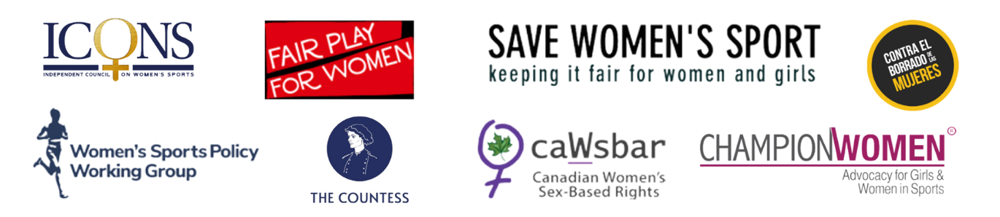 ICONS
INDEPENDENT COUNCIL ON WOMEN'S SPORTS
FAIR PLAY
FOR WOMEN
SAVE WOMEN'S SPORT
keeping it fair for women and girls
CONTRA EL
BORRADO DE LAS
MUJERES
Women's Sports Policy
Working Group
THE COUNTESS
caWsbar
Canadian Women's
Sex-Based Rights
CHAMPIONWOMEN®
Advocacy for Girls &
Women in Sports